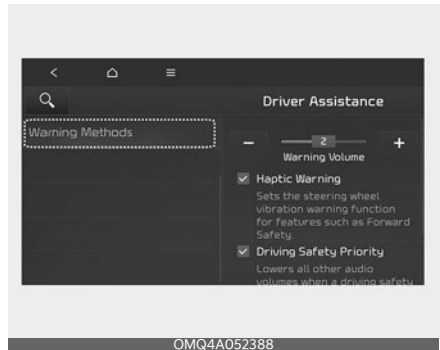 Driver Assistance
Warning Methods
2
Warning Volume
Haptic Warning
Sets the steering wheel
vibration warning function
for features such as Forward
Safety.
Driving Safety Priority
Lowers all other audio
volumes when a driving safety
OMQ4A052388